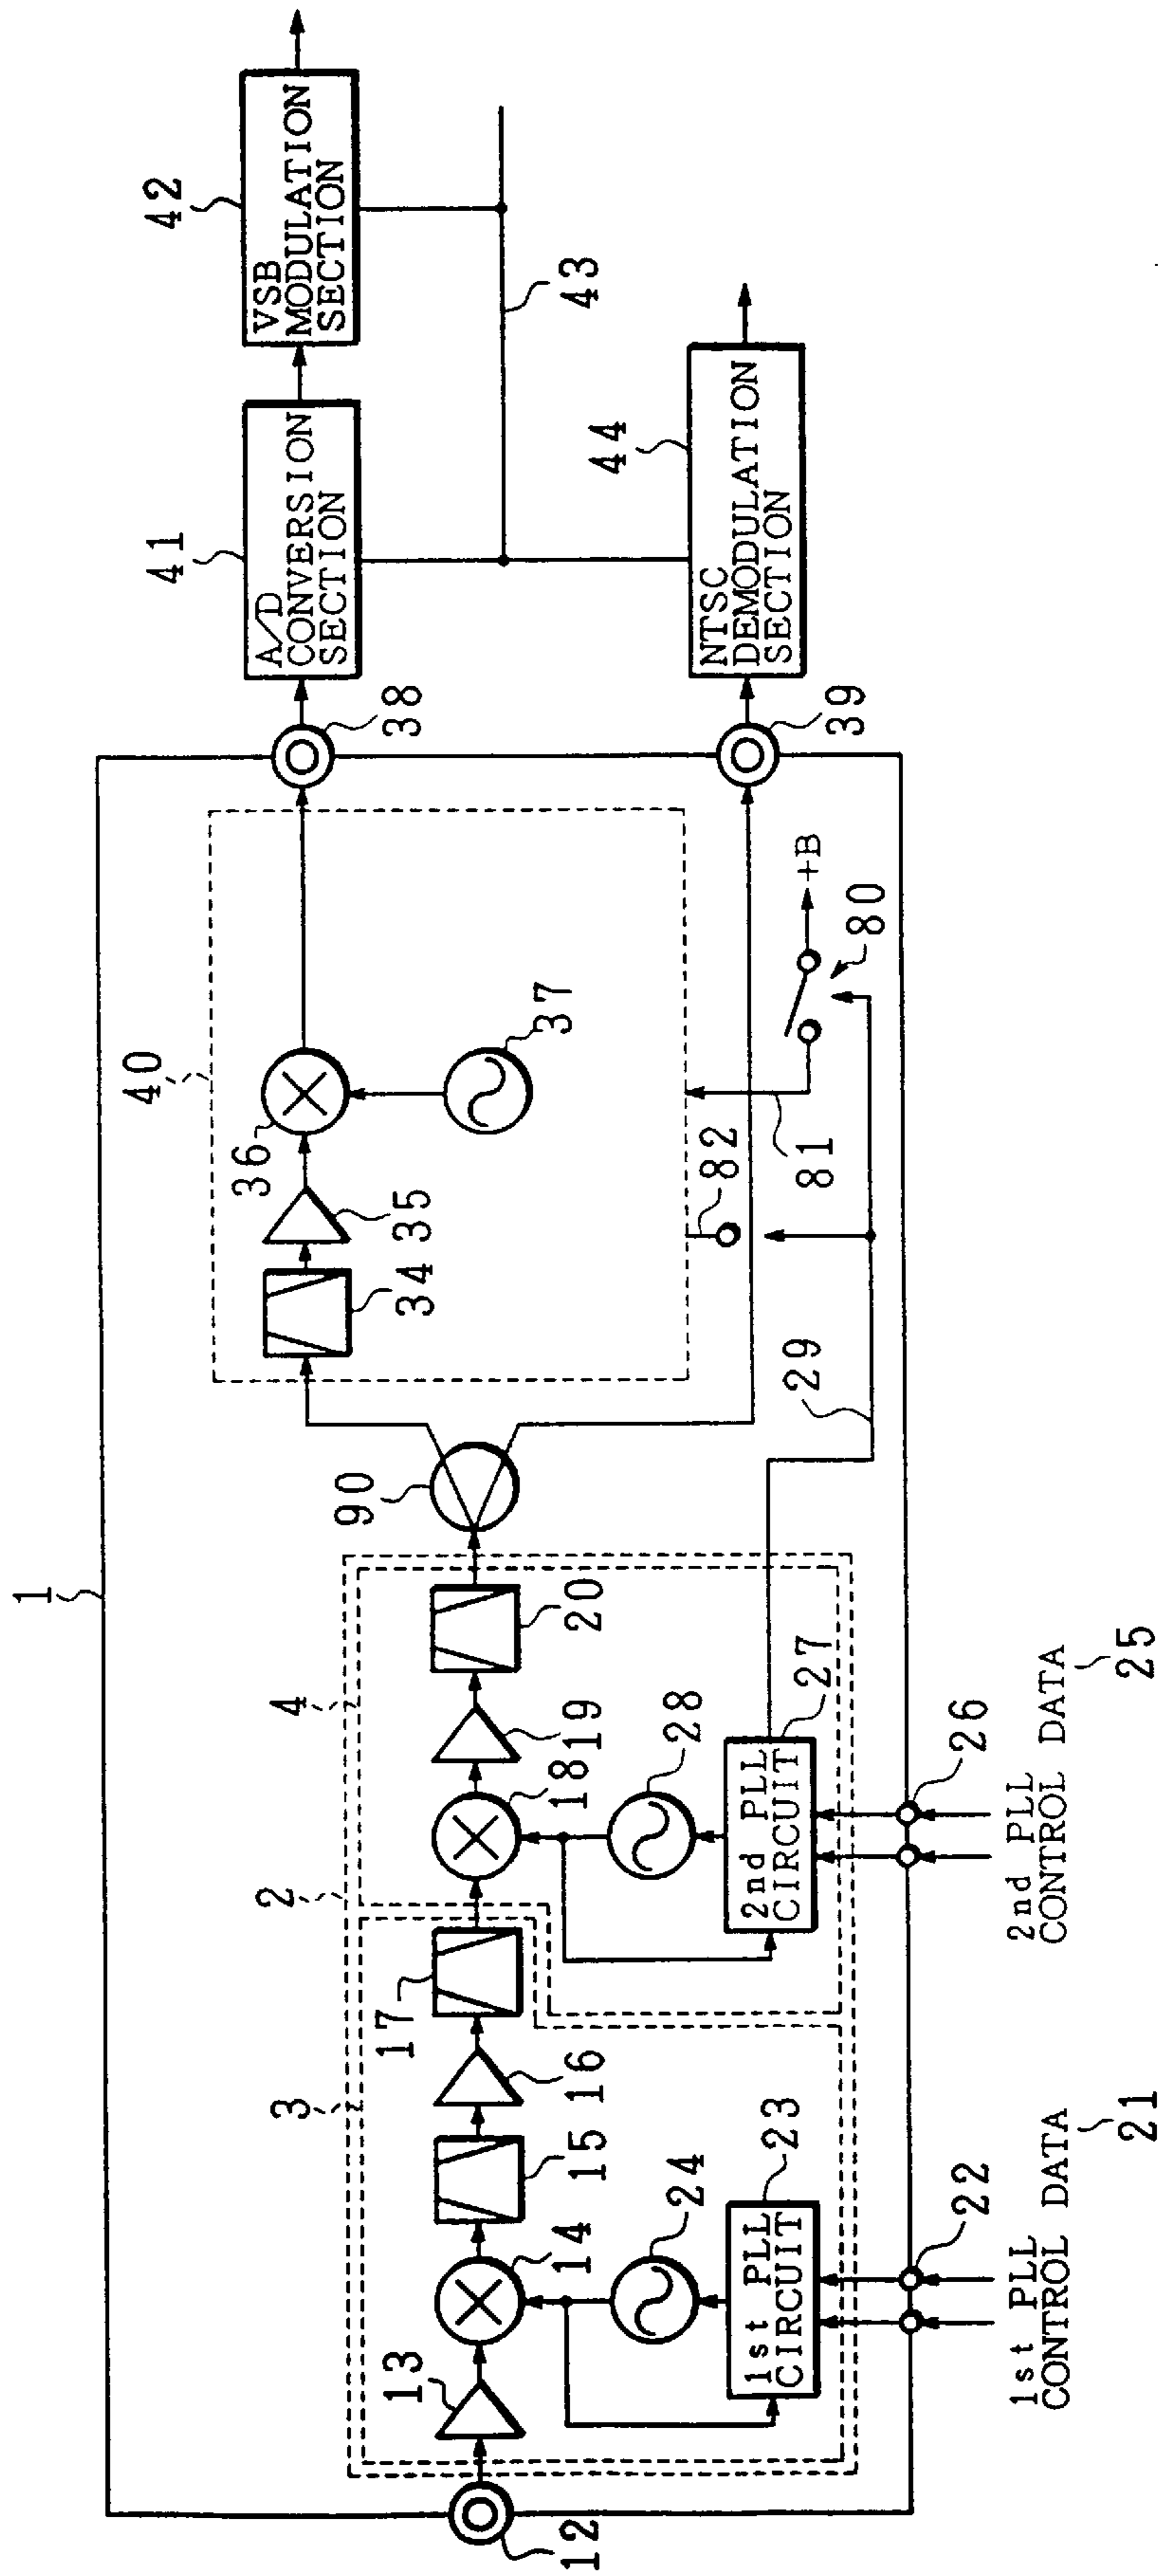 1
2
3
4
12
13
14
15
16
17
18
19
20
24
23
1st PLL
CIRCUIT
22
1st PLL
CONTROL DATA
21
28
27
2nd PLL
CIRCUIT
26
2nd PLL
CONTROL DATA
25
29
90
40
34
35
36
37
82
81
80
+B
38
39
41
A/D
CONVERSION
SECTION
42
VSB
MODULATION
SECTION
43
44
NTSC
DEMODULATION
SECTION